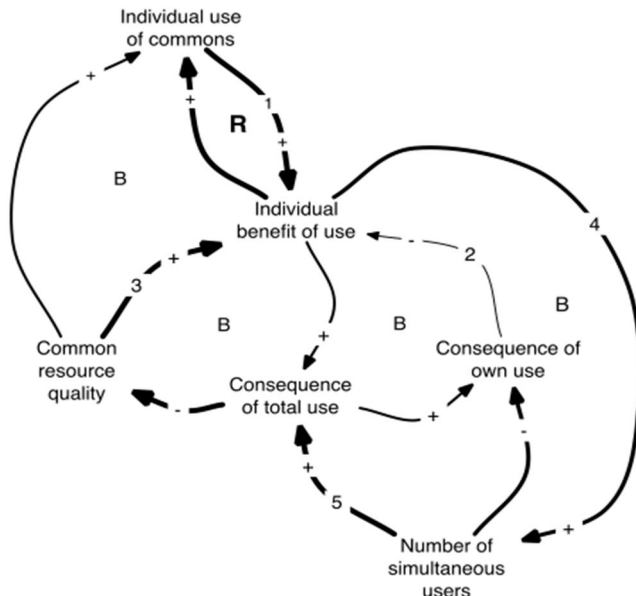 Individual use
of commons
+
+
1
R
+
B
Individual
benefit of use
4
-
2
3
+
B
B
B
+
Common
resource
quality
Consequence of
own use
Consequence
of total use
-
+
-
+
5
+
Number of
simultaneous
users